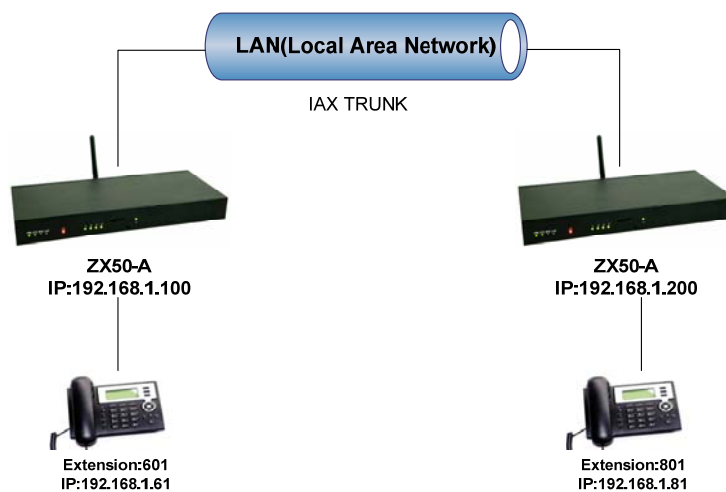 LAN(Local Area Network)
IAX TRUNK
ZX50-A
IP:192.168.1.100
ZX50-A
IP:192.168.1.200
Extension:601
IP:192.168.1.61
Extension:801
IP:192.168.1.81